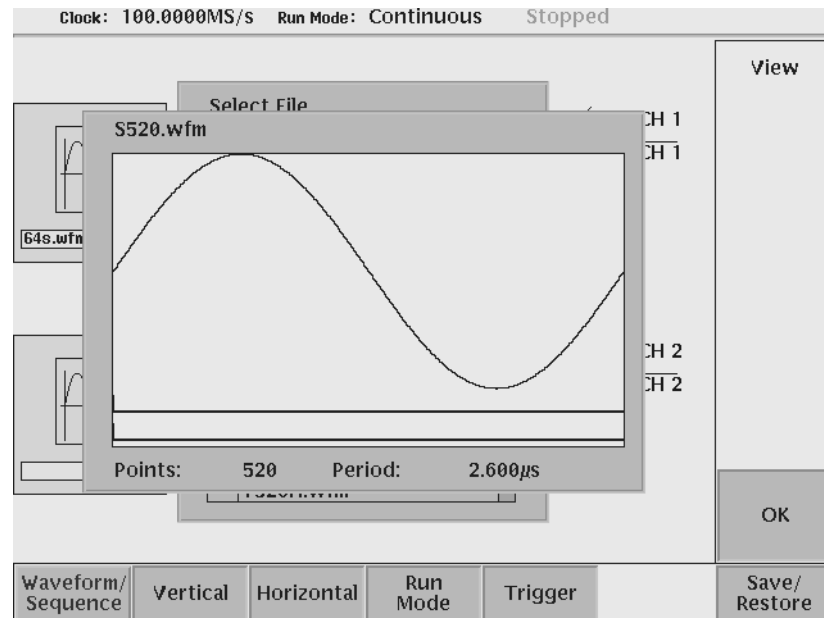 Clock: 100.0000MS/s Run Mode: Continuous Stopped
View
Select File
CH 1
CH 1
S520.wfm
64s.wfm
CH 2
CH 2
Points: 520 Period: 2.600µs
OK
Waveform/
Sequence
Vertical
Horizontal
Run
Mode
Trigger
Save/
Restore